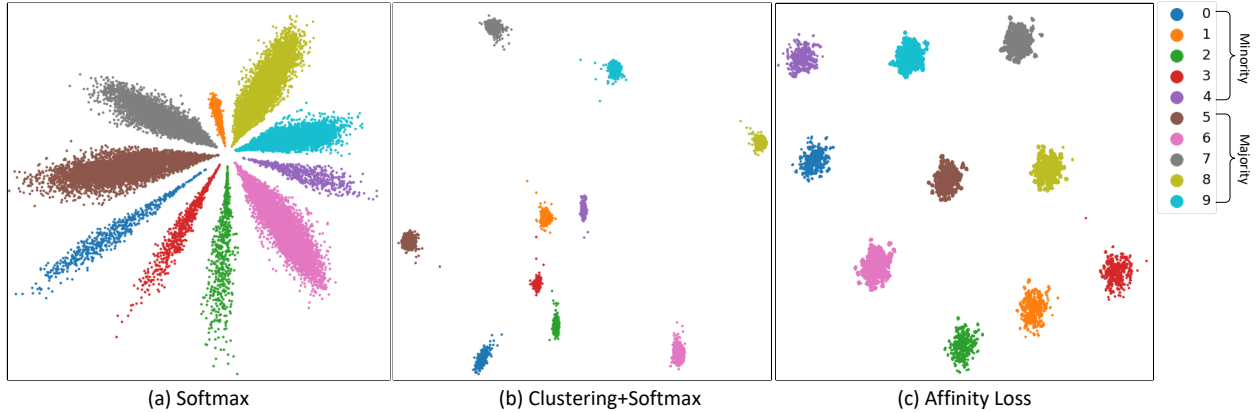 0
1
2
3
4
5
6
7
8
9
Minority
Majority
(a) Softmax
(b) Clustering+Softmax
(c) Affinity Loss